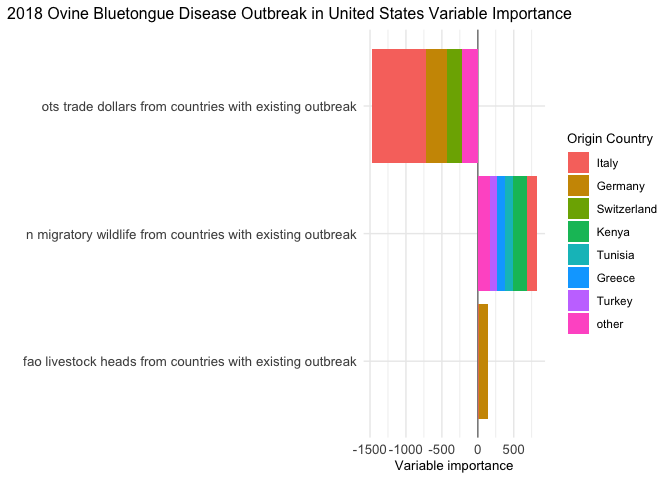 2018 Ovine Bluetongue Disease Outbreak in United States Variable Importance
ots trade dollars from countries with existing outbreak
n migratory wildlife from countries with existing outbreak
fao livestock heads from countries with existing outbreak
-1500 -1000 -500 0 500
Variable importance
Origin Country
Italy
Germany
Switzerland
Kenya
Tunisia
Greece
Turkey
other